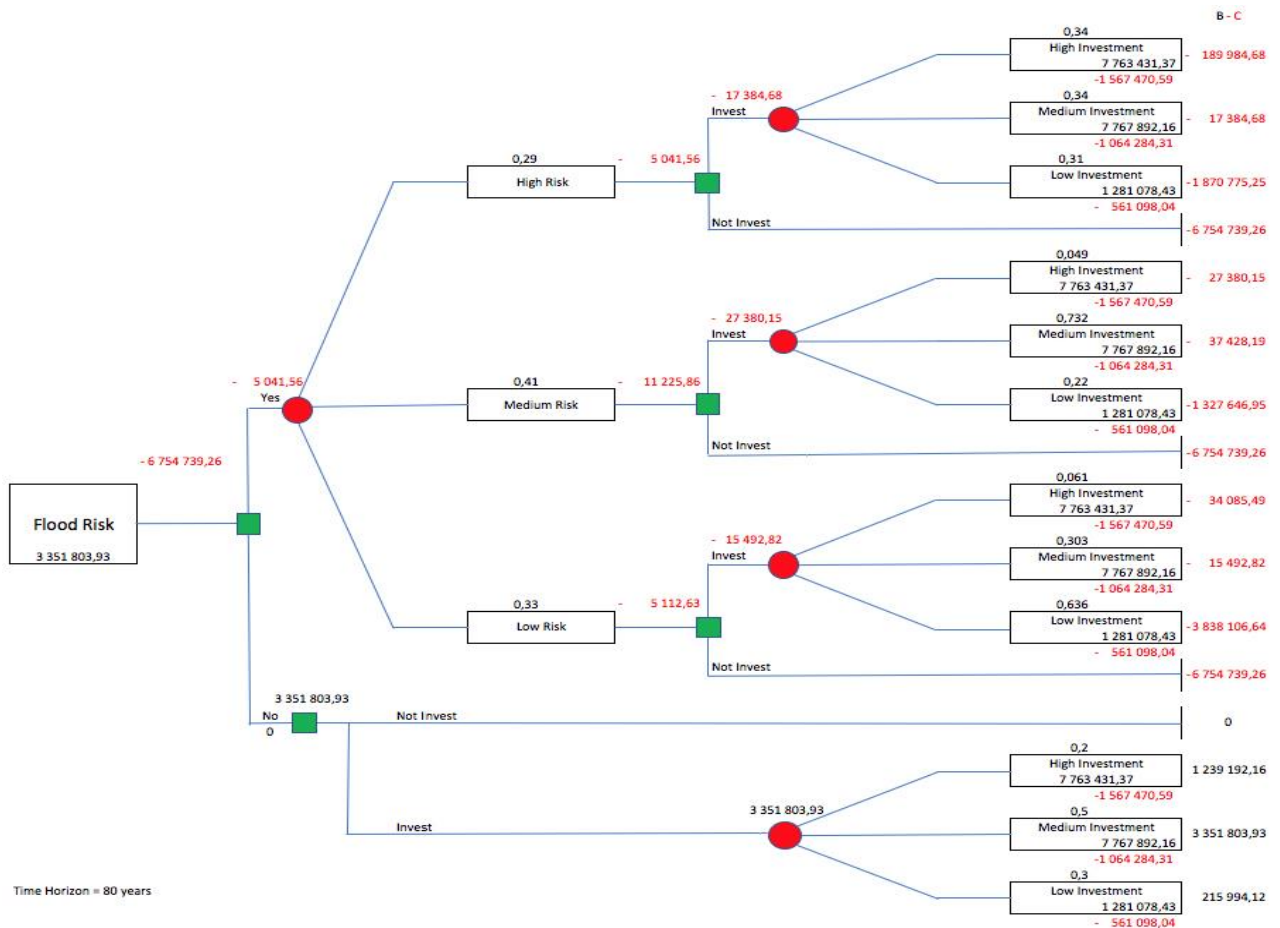 B - C
0,34
High Investment
7 763 431,37
-1 567 470,59
- 189 984,68
- 17 384,68
Invest
0,34
Medium Investment
7 767 892,16
-1 064 284,31
- 17 384,68
0,29
High Risk
- 5 041,56
0,31
Low Investment
1 281 078,43
- 561 098,04
-1 870 775,25
Not Invest
-6 754 739,26
0,049
High Investment
7 763 431,37
-1 567 470,59
- 27 380,15
- 27 380,15
Invest
0,732
Medium Investment
7 767 892,16
-1 064 284,31
- 37 428,19
- 5 041,56
Yes
0,41
Medium Risk
- 11 225,86
0,22
Low Investment
1 281 078,43
- 561 098,04
-1 327 646,95
Not Invest
-6 754 739,26
- 6 754 739,26
Flood Risk
3 351 803,93
0,061
High Investment
7 763 431,37
-1 567 470,59
- 34 085,49
- 15 492,82
Invest
0,303
Medium Investment
7 767 892,16
-1 064 284,31
- 15 492,82
0,33
Low Risk
- 5 112,63
0,636
Low Investment
1 281 078,43
- 561 098,04
-3 838 106,64
Not Invest
-6 754 739,26
3 351 803,93
No
0
Not Invest
0
0,2
High Investment
7 763 431,37
-1 567 470,59
1 239 192,16
3 351 803,93
Invest
0,5
Medium Investment
7 767 892,16
-1 064 284,31
3 351 803,93
0,3
Low Investment
1 281 078,43
- 561 098,04
215 994,12
Time Horizon = 80 years